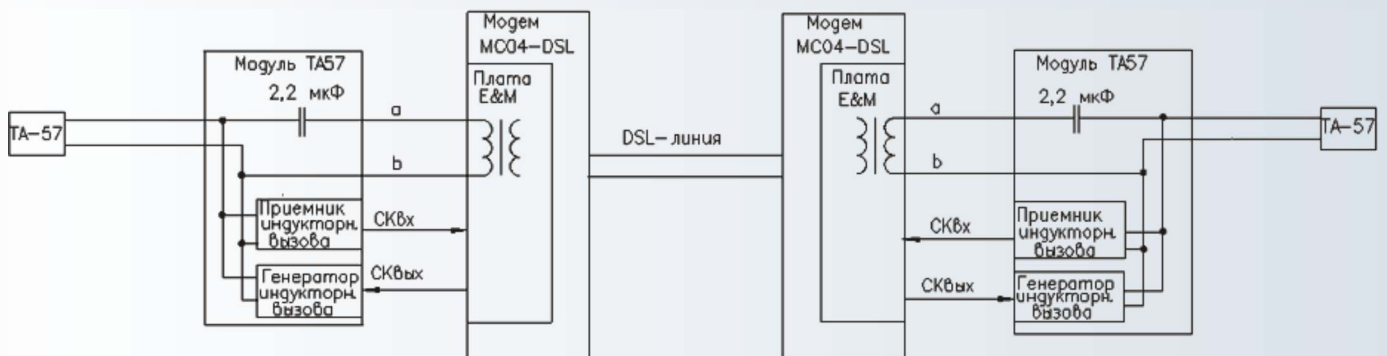 ТА-57
Модуль ТА57
2,2 мкФ
Приемник
индукторн.
вызова
Генератор
индукторн.
вызова
a
b
СКвх
СКвых
Модем
МС04-DSL
Плата
E&M
DSL-линия
Модем
МС04-DSL
Плата
E&M
a
b
СКвх
СКвых
Модуль ТА57
2,2 мкФ
Приемник
индукторн.
вызова
Генератор
индукторн.
вызова
ТА-57